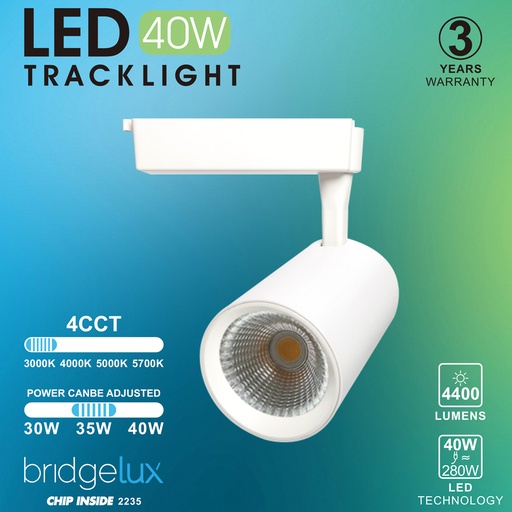 LED 40W
TRACKLIGHT
3
YEARS
WARRANTY
4CCT
3000K 4000K 5000K 5700K
POWER CANBE ADJUSTED
30W 35W 40W
bridgelux
CHIP INSIDE 2235
4400
LUMENS
40W
≈
280W
LED
TECHNOLOGY